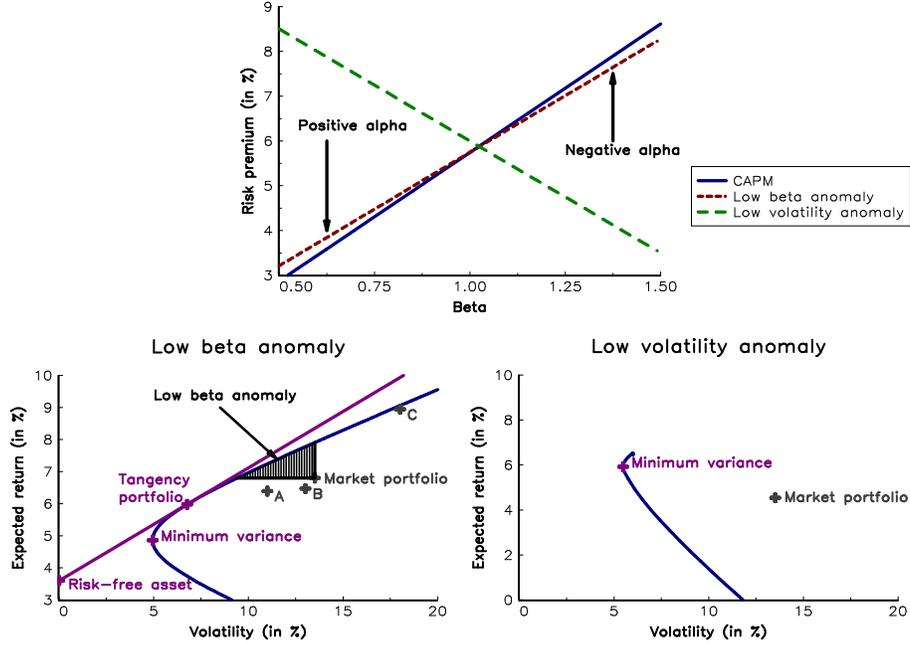 9
8
7
6
5
4
3
0.50 0.75 1.00 1.25 1.50
Risk premium (in %)
Beta
Positive alpha
Negative alpha
CAPM
Low beta anomaly
Low volatility anomaly
Low beta anomaly
10
9
8
7
6
5
4
3
0 5 10 15 20
Expected return (in %)
Volatility (in %)
Low beta anomaly
C
Market portfolio
A
B
Tangency
portfolio
Minimum variance
Risk-free asset
Low volatility anomaly
10
8
6
4
2
0
0 5 10 15 20
Expected return (in %)
Volatility (in %)
Minimum variance
Market portfolio